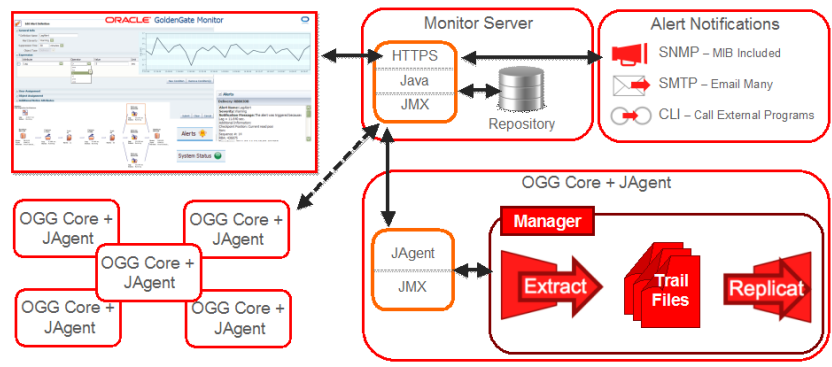 ORACLE GoldenGate Monitor
Alerts
Alerts
System Status
Monitor Server
HTTPS
Java
JMX
Repository
Alert Notifications
SNMP – MIB Included
SMTP – Email Many
CLI – Call External Programs
OGG Core +
JAgent
OGG Core +
JAgent
OGG Core +
JAgent
OGG Core +
JAgent
OGG Core +
JAgent
OGG Core + JAgent
JAgent
JMX
Manager
Extract
Trail
Files
Replicat